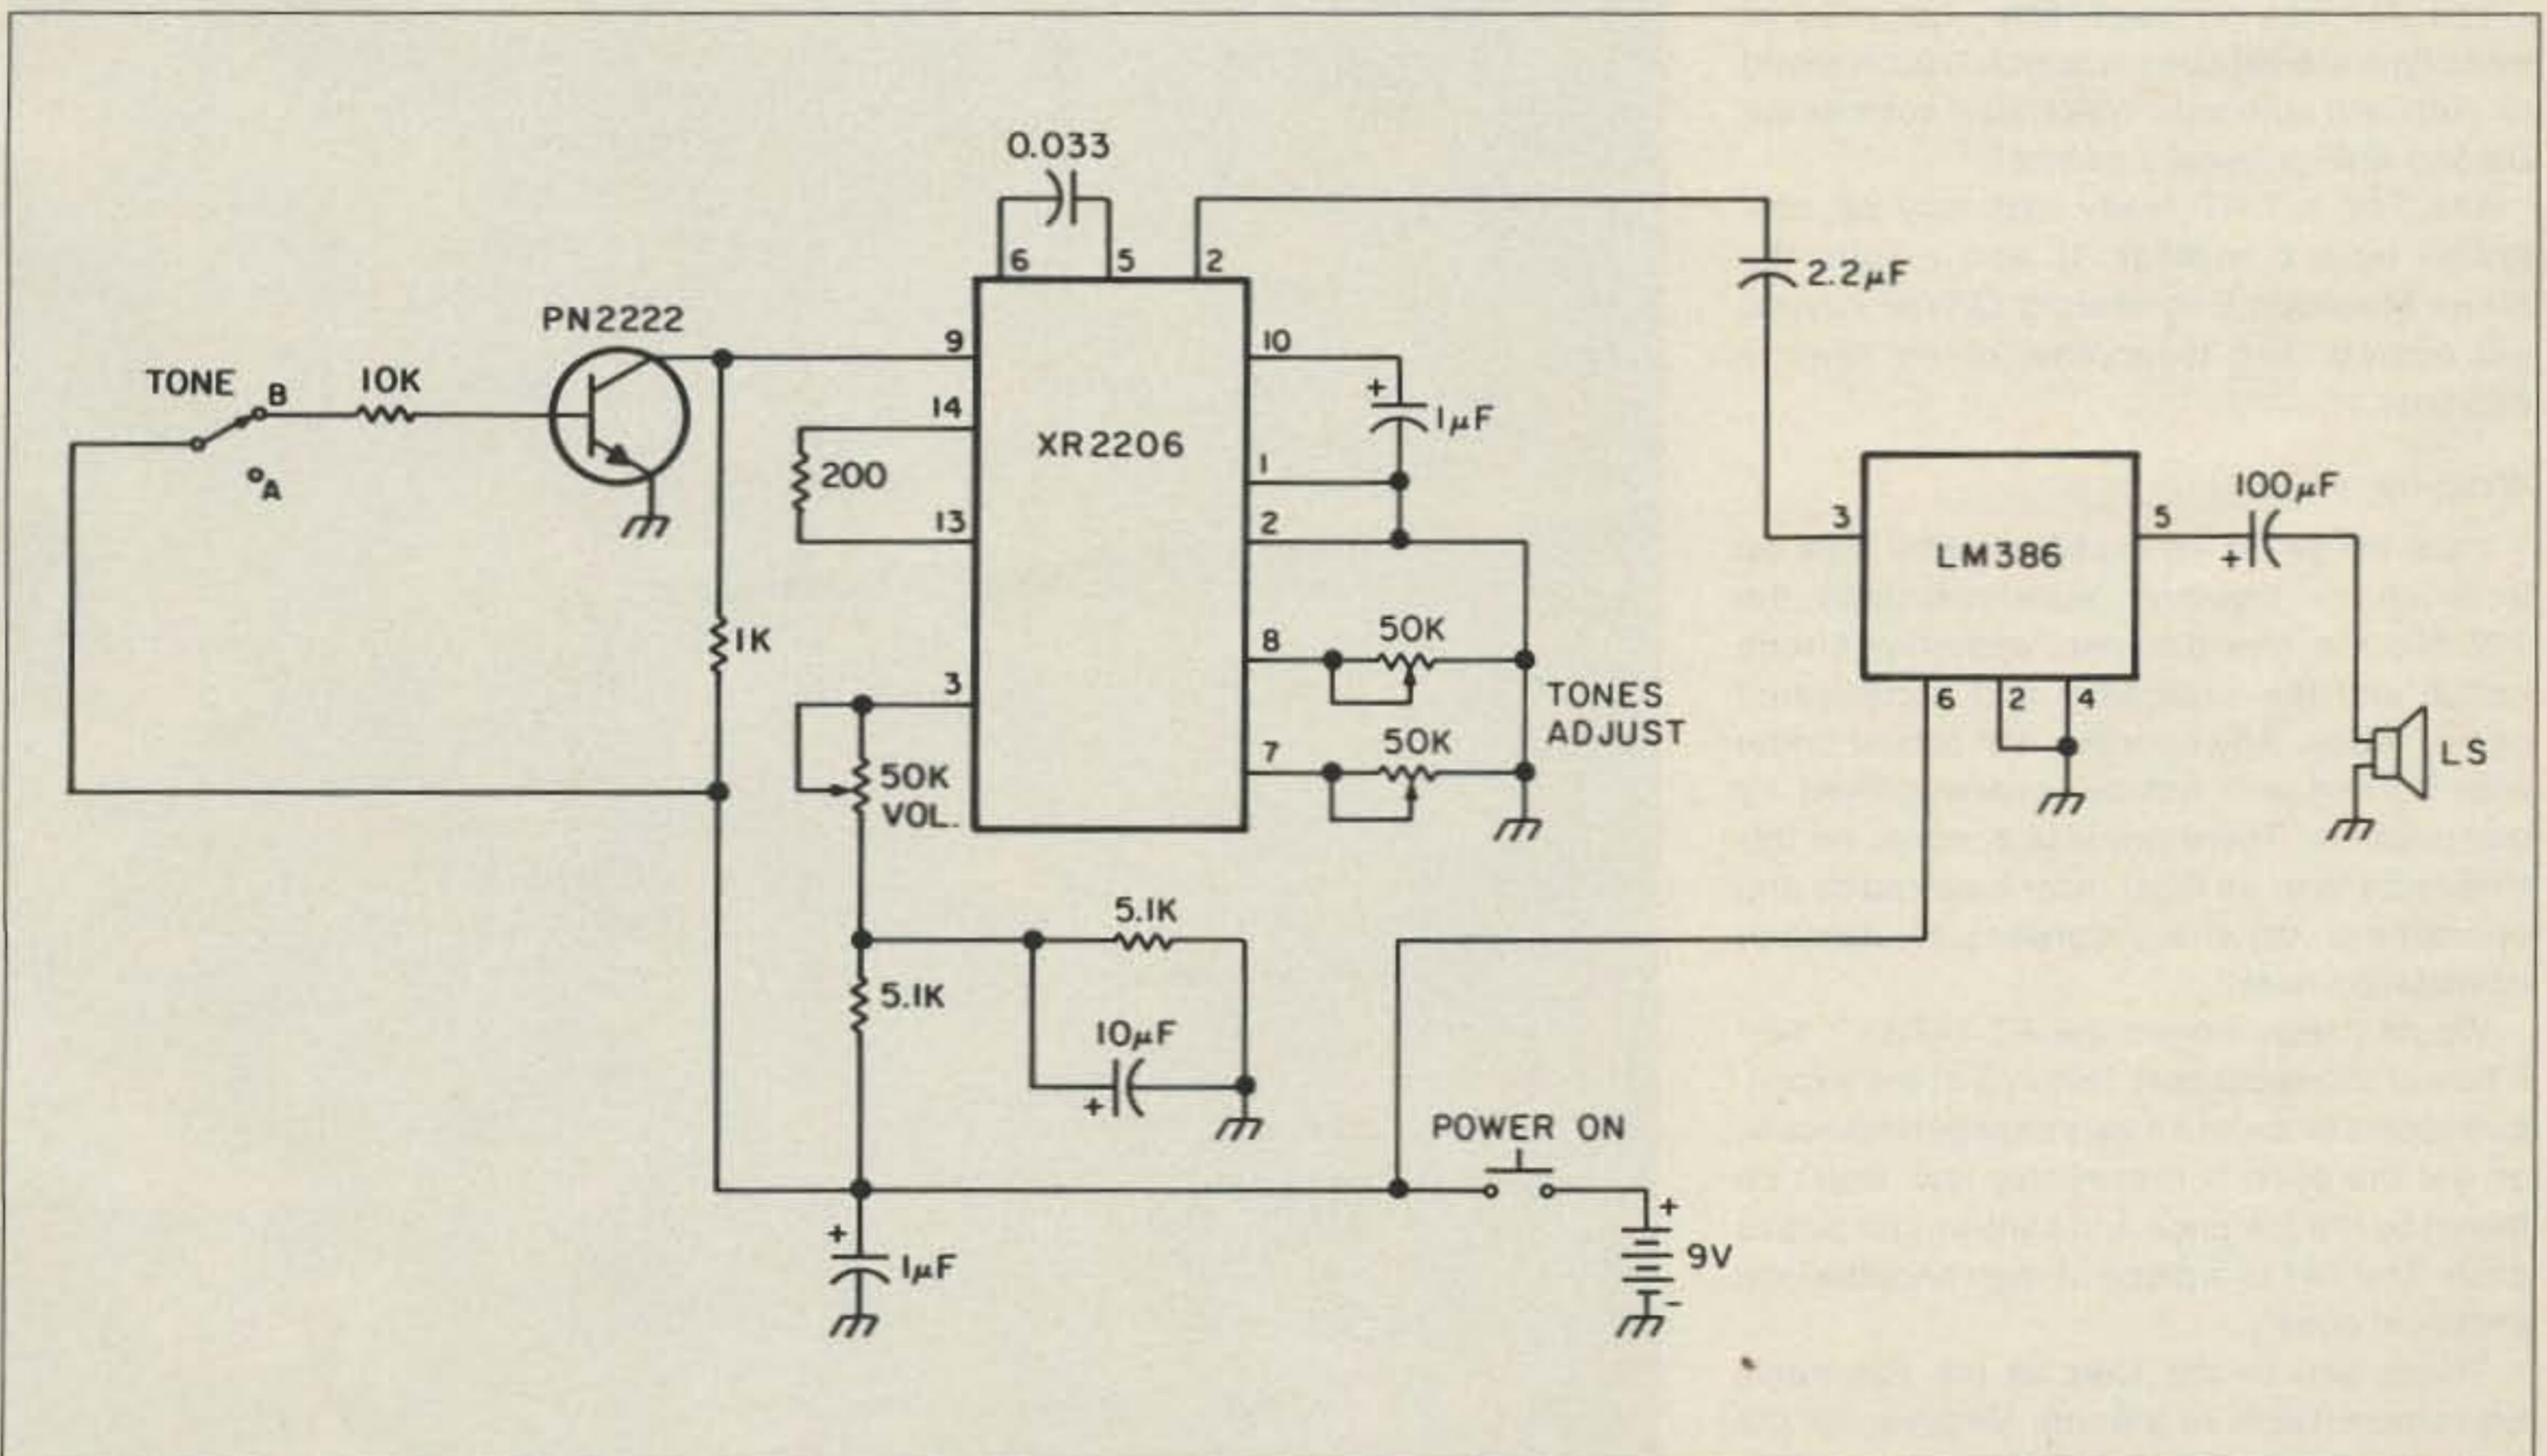 0.033
6
5
2
2.2µF
PN2222
9
10
TONE
B
10K
A
14
XR2206
+
1µF
200
1
13
2
3
LM386
5
100µF
+
1K
8
50K
3
TONES
ADJUST
6
2
4
LS
50K
VOL.
7
50K
5.1K
5.1K
10µF
+
POWER ON
+
9V
-
+
1µF